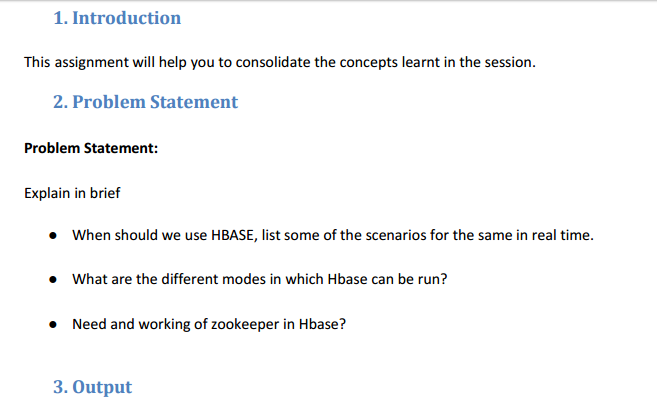 1. Introduction
This assignment will help you to consolidate the concepts learnt in the session.
2. Problem Statement
Problem Statement:
Explain in brief
● When should we use HBASE, list some of the scenarios for the same in real time.
● What are the different modes in which Hbase can be run?
● Need and working of zookeeper in Hbase?
3. Output